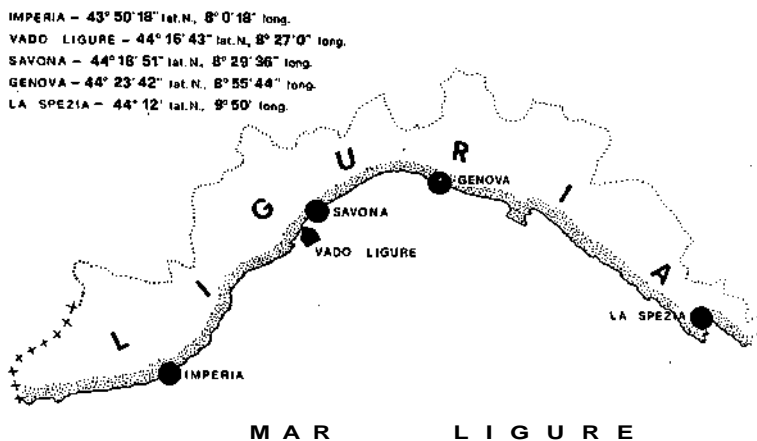 IMPERIA – 43° 50' 18" lat.N., 8° 0' 18" long.
VADO LIGURE – 44° 16' 43" lat.N., 8° 27' 0" long.
SAVONA – 44° 18' 51" lat.N., 8° 29' 36" long.
GENOVA – 44° 23' 42" lat.N., 8° 55' 44" long.
LA SPEZIA – 44° 12' lat.N., 9° 50' long.
LIGURIA
GENOVA
SAVONA
VADO LIGURE
LA SPEZIA
IMPERIA
MAR LIGURE